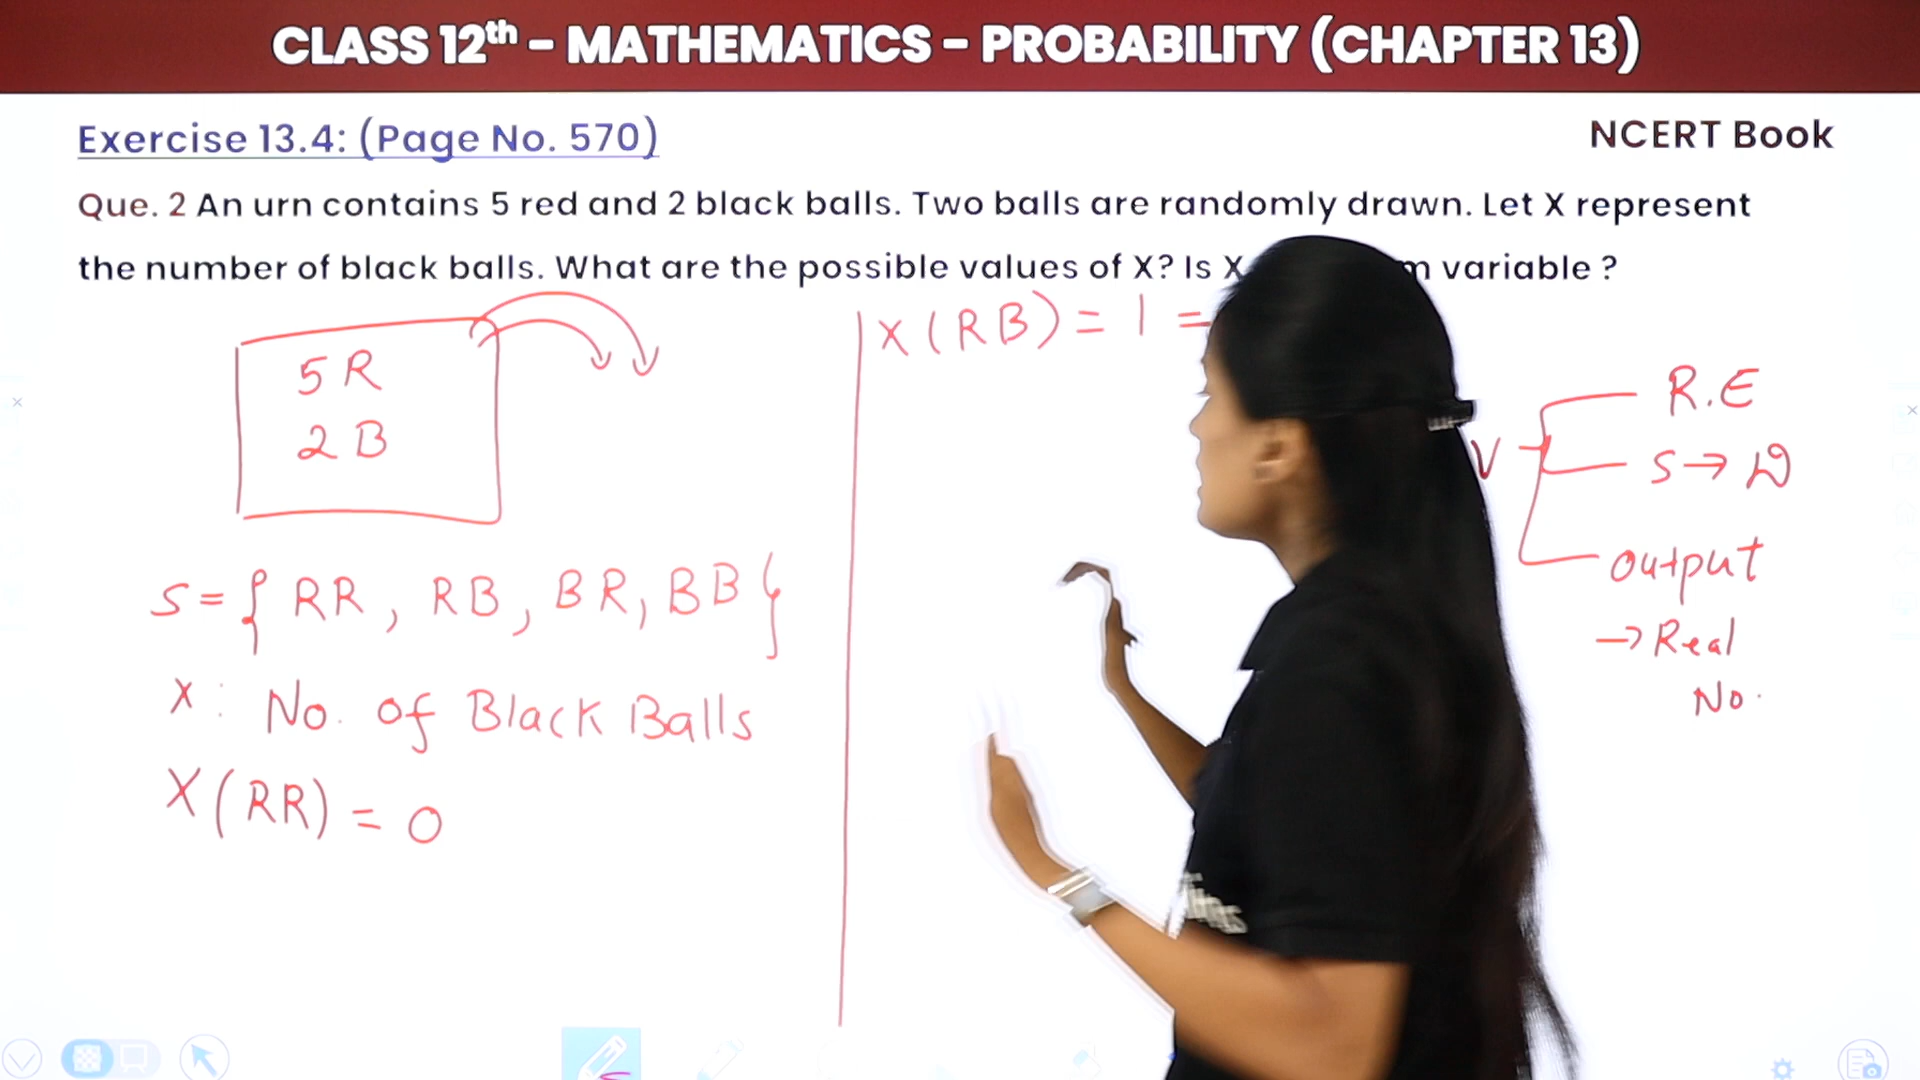 CLASS 12th – MATHEMATICS – PROBABILITY (CHAPTER 13)
Exercise 13.4: (Page No. 570)
NCERT Book
Que. 2 An urn contains 5 red and 2 black balls. Two balls are randomly drawn. Let X represent
the number of black balls. What are the possible values of X? Is X variable ?
5 R
2 B
S = { RR, RB, BR, BB }
X : No. of Black Balls
X (RR) = 0
X (RB) = 1 =
V
R.E
S →
output
→ Real
No.